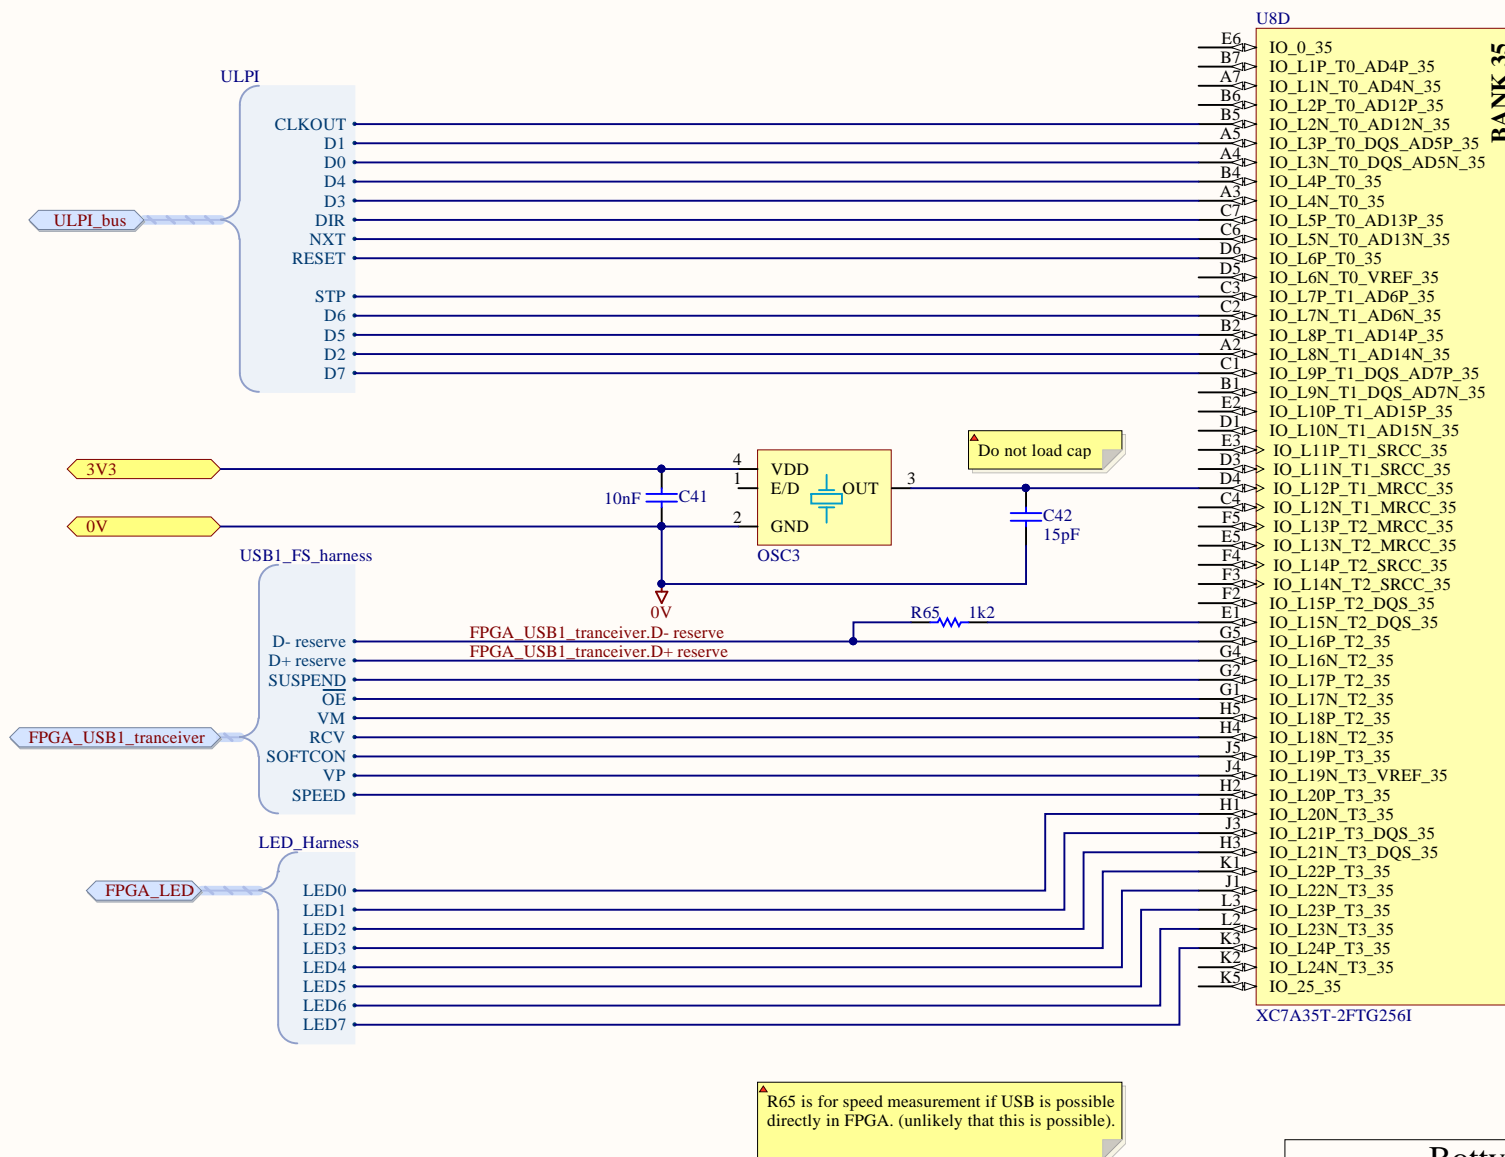 U8D
BANK 35
E6 IO_0_35
B7 IO_L1P_T0_AD4P_35
ULPI
A7 IO_L1N_T0_AD4N_35
B6 IO_L2P_T0_AD12P_35
CLKOUT B5 IO_L2N_T0_AD12N_35
D1 A5 IO_L3P_T0_DQS_AD5P_35
D0 A4 IO_L3N_T0_DQS_AD5N_35
D4 B4 IO_L4P_T0_35
D3 A3 IO_L4N_T0_35
ULPI_bus DIR C7 IO_L5P_T0_AD13P_35
NXT C6 IO_L5N_T0_AD13N_35
RESET D6 IO_L6P_T0_35
D5 IO_L6N_T0_VREF_35
STP C3 IO_L7P_T1_AD6P_35
D6 C2 IO_L7N_T1_AD6N_35
D5 B2 IO_L8P_T1_AD14P_35
D2 A2 IO_L8N_T1_AD14N_35
D7 C1 IO_L9P_T1_DQS_AD7P_35
B1 IO_L9N_T1_DQS_AD7N_35
E2 IO_L10P_T1_AD15P_35
D1 IO_L10N_T1_AD15N_35
Do not load cap E3 IO_L11P_T1_SRCC_35
3V3 4 VDD D3 IO_L11N_T1_SRCC_35
1 E/D OUT 3 D4 IO_L12P_T1_MRCC_35
10nF C41 C4 IO_L12N_T1_MRCC_35
C42
0V 2 GND F5 IO_L13P_T2_MRCC_35
15pF
E5 IO_L13N_T2_MRCC_35
USB1_FS_harness OSC3
F4 IO_L14P_T2_SRCC_35
F3 IO_L14N_T2_SRCC_35
F2 IO_L15P_T2_DQS_35
0V R65 1k2 E1 IO_L15N_T2_DQS_35
FPGA_USB1_tranceiver.D- reserve
D- reserve G5 IO_L16P_T2_35
FPGA_USB1_tranceiver.D+ reserve
D+ reserve G4 IO_L16N_T2_35
SUSPEND G2 IO_L17P_T2_35
OE G1 IO_L17N_T2_35
VM H5 IO_L18P_T2_35
FPGA_USB1_tranceiver RCV H4 IO_L18N_T2_35
SOFTCON J5 IO_L19P_T3_35
VP J4 IO_L19N_T3_VREF_35
SPEED H2 IO_L20P_T3_35
H1 IO_L20N_T3_35
LED_Harness J3 IO_L21P_T3_DQS_35
H3 IO_L21N_T3_DQS_35
K1 IO_L22P_T3_35
FPGA_LED LED0 J1 IO_L22N_T3_35
LED1 L3 IO_L23P_T3_35
LED2 L2 IO_L23N_T3_35
LED3 K3 IO_L24P_T3_35
LED4 K2 IO_L24N_T3_35
LED5 K5 IO_25_35
LED6
XC7A35T-2FTG256I
LED7
R65 is for speed measurement if USB is possible
directly in FPGA. (unlikely that this is possible).